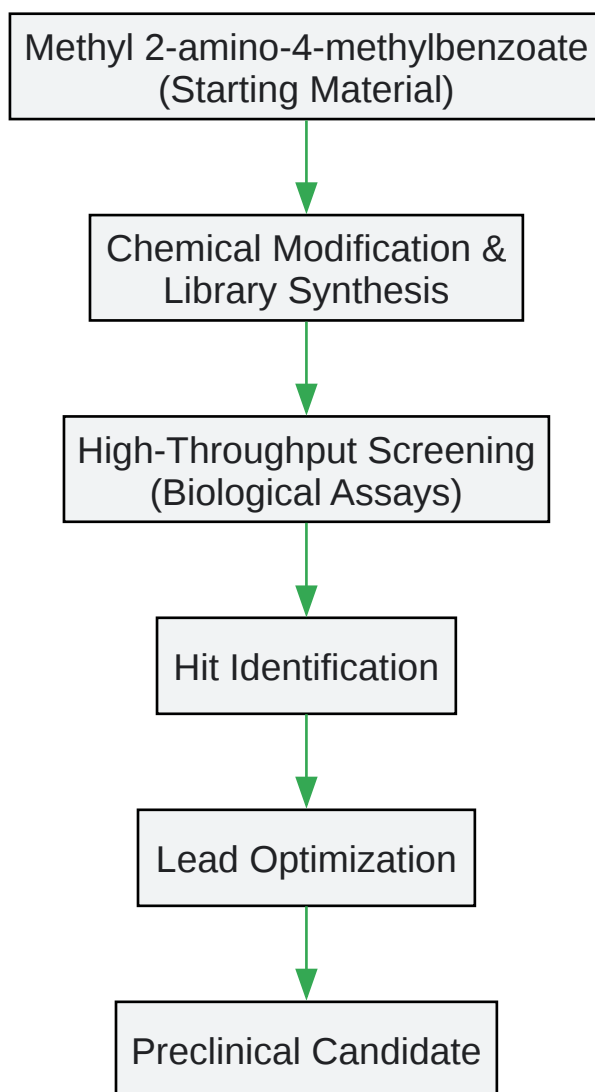 Methyl 2-amino-4-methylbenzoate
(Starting Material)
Chemical Modification &
Library Synthesis
High-Throughput Screening
(Biological Assays)
Hit Identification
Lead Optimization
Preclinical Candidate